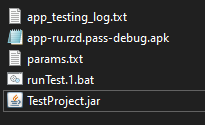 app_testing_log.txt
app-ru.rzd.pass-debug.apk
params.txt
runTest.1.bat
TestProject.jar